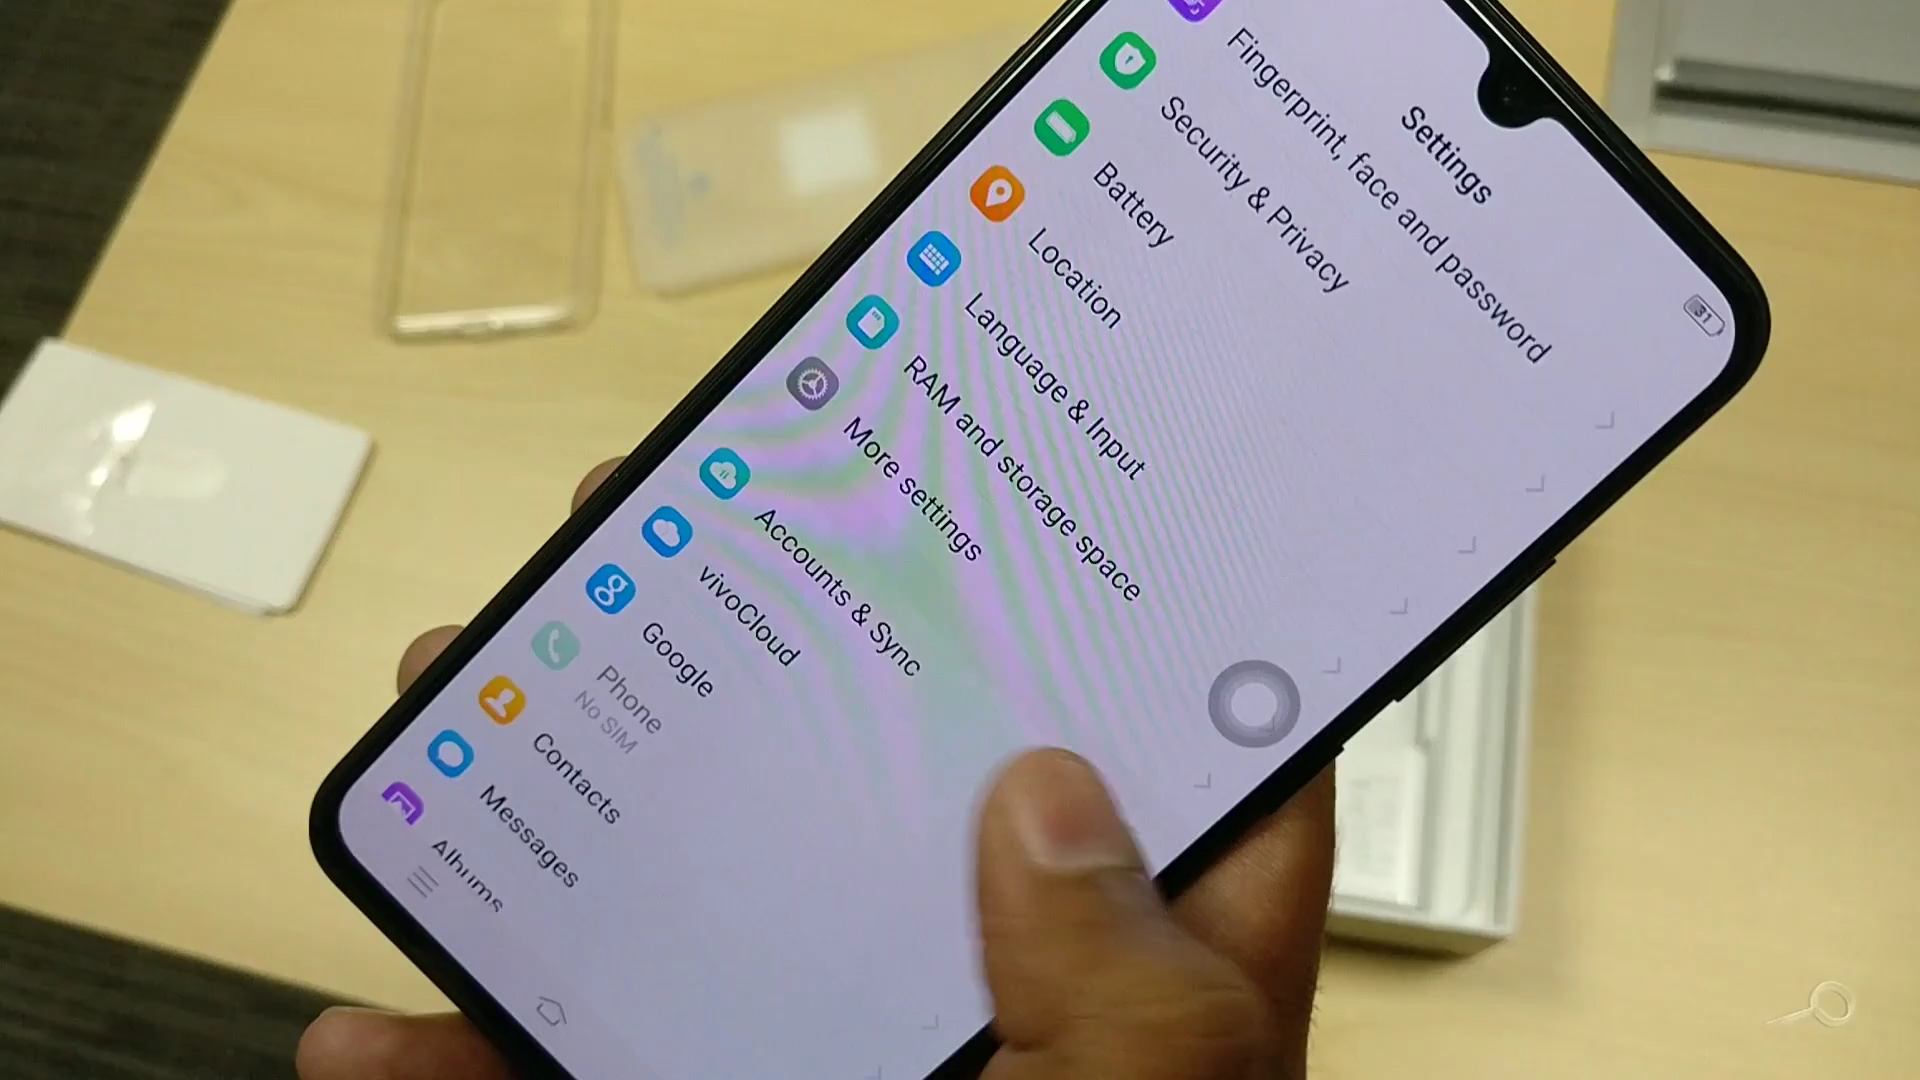 Settings
31
Fingerprint, face and password
Security & Privacy
Battery
Location
Language & Input
RAM and storage space
More settings
Accounts & Sync
vivoCloud
Google
Phone
No SIM
Contacts
Messages
Albums